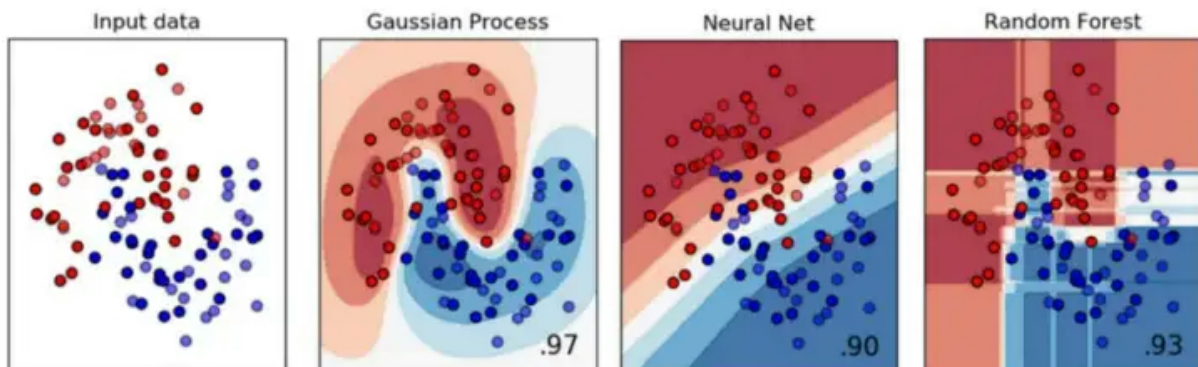 Input data
Gaussian Process
Neural Net
Random Forest
.97
.90
.93